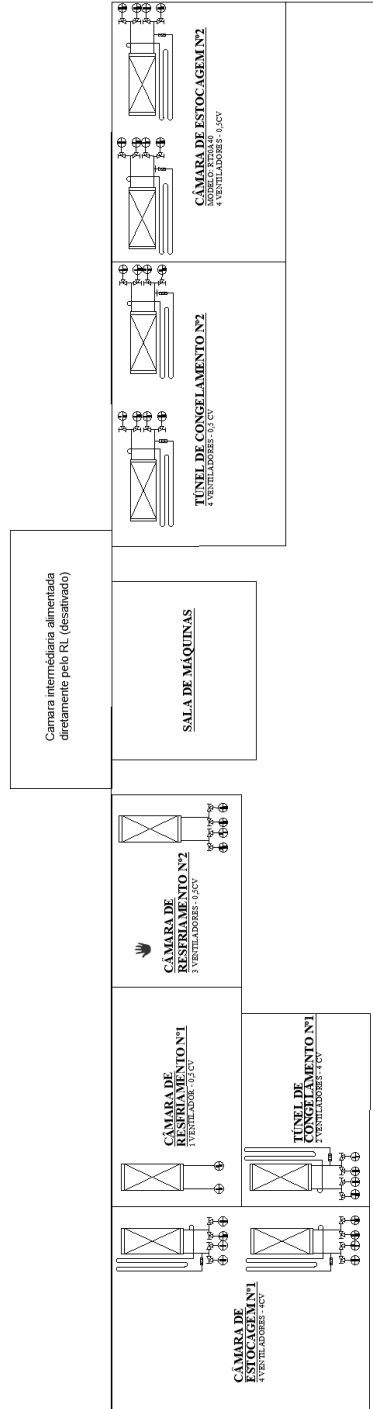 CÂMARA DE ESTOCAGEM Nº2
MODELO: RT20A40
4 VENTILADORES - 0,5CV
TÚNEL DE CONGELAMENTO Nº2
4 VENTILADORES - 0,5 CV
Camara intermédiaria alimentada
diretamente pelo RL (desativado)
SALA DE MÁQUINAS
CÂMARA DE
RESFRIAMENTO Nº2
3 VENTILADORES - 0,5CV
CÂMARA DE
RESFRIAMENTO Nº1
1 VENTILADOR - 0,5 CV
TÚNEL DE
CONGELAMENTO Nº1
2 VENTILADORES - 4 CV
CÂMARA DE
ESTOCAGEM Nº1
4 VENTILADORES - 4CV